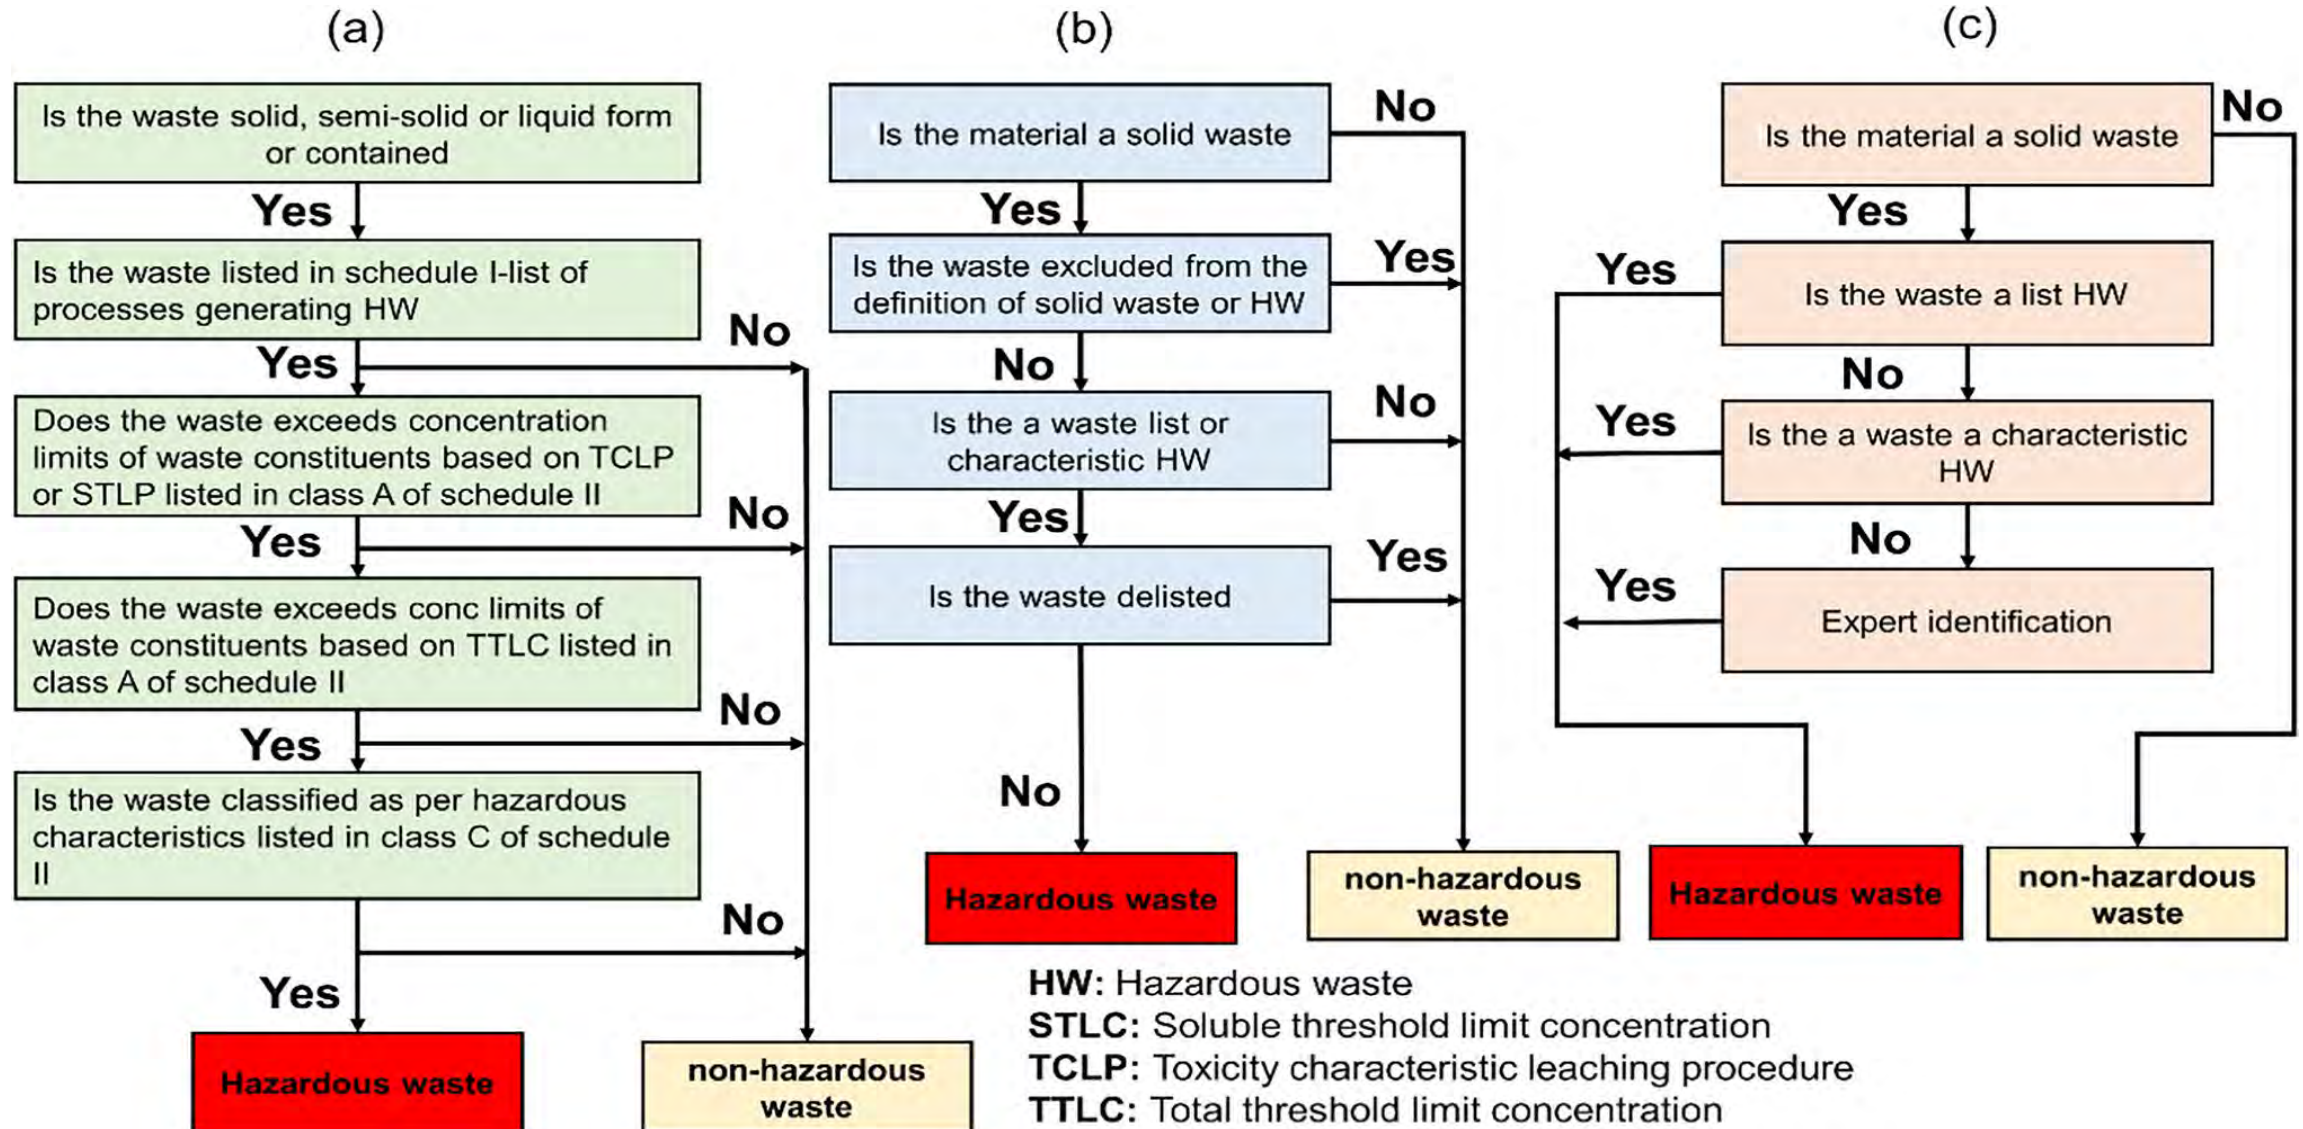 (a)
Is the waste solid, semi-solid or liquid form
or contained
Yes
Is the waste listed in schedule I-list of
processes generating HW
No
Yes
Does the waste exceeds concentration
limits of waste constituents based on TCLP
or STLP listed in class A of schedule II
No
Yes
Does the waste exceeds conc limits of
waste constituents based on TTLC listed in
class A of schedule II
No
Yes
Is the waste classified as per hazardous
characteristics listed in class C of schedule
II
No
Yes
Hazardous waste
non-hazardous
waste
(b)
Is the material a solid waste
No
Yes
Is the waste excluded from the
definition of solid waste or HW
Yes
No
Is the a waste list or
characteristic HW
No
Yes
Is the waste delisted
Yes
No
Hazardous waste
non-hazardous
waste
(c)
Is the material a solid waste
No
Yes
Is the waste a list HW
Yes
No
Is the a waste a characteristic
HW
Yes
No
Expert identification
Yes
Hazardous waste
non-hazardous
waste
HW: Hazardous waste
STLC: Soluble threshold limit concentration
TCLP: Toxicity characteristic leaching procedure
TTLC: Total threshold limit concentration